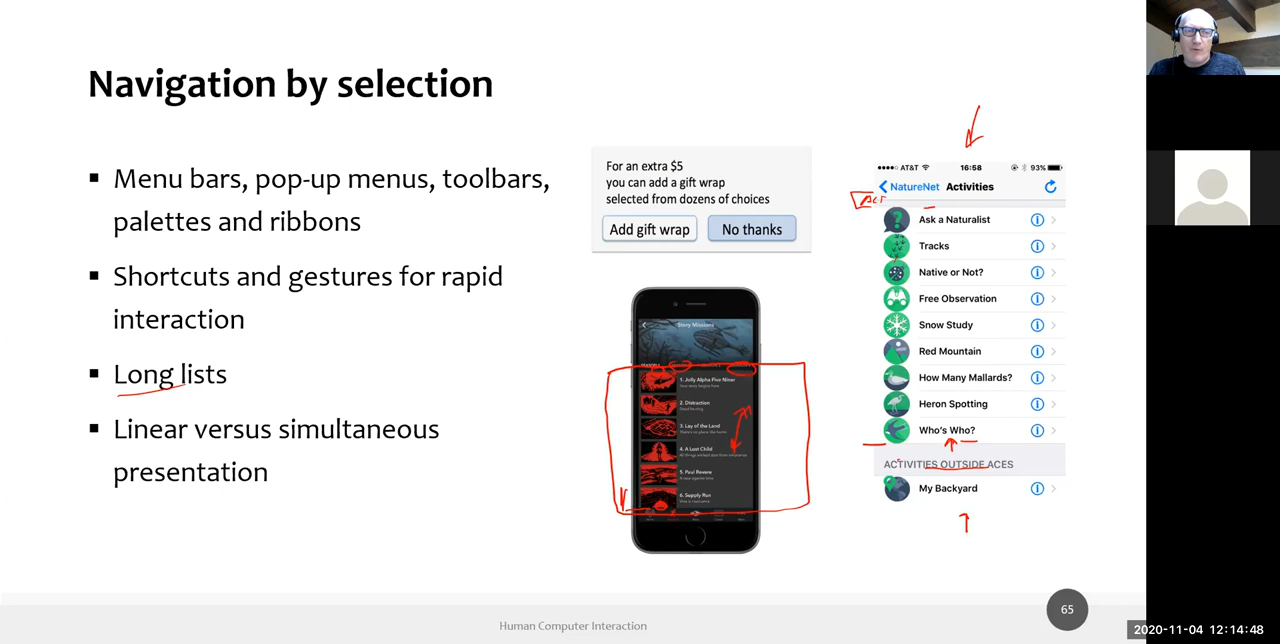 Navigation by selection
▪ Menu bars, pop-up menus, toolbars,
palettes and ribbons
▪ Shortcuts and gestures for rapid
interaction
▪ Long lists
▪ Linear versus simultaneous
presentation
For an extra $5
you can add a gift wrap
selected from dozens of choices
Add gift wrap No thanks
Story Missions
1. Jolly Alpha Five Niner
Your story begins here
2. Distraction
3. Lay of the Land
4. A Lost Child
5. Paul Revere
6. Supply Run
AT&T 16:58 93%
NatureNet Activities
Act
Ask a Naturalist
Tracks
Native or Not?
Free Observation
Snow Study
Red Mountain
How Many Mallards?
Heron Spotting
Who's Who?
ACTIVITIES OUTSIDE ACES
My Backyard
65
Human Computer Interaction
2020-11-04 12:14:48